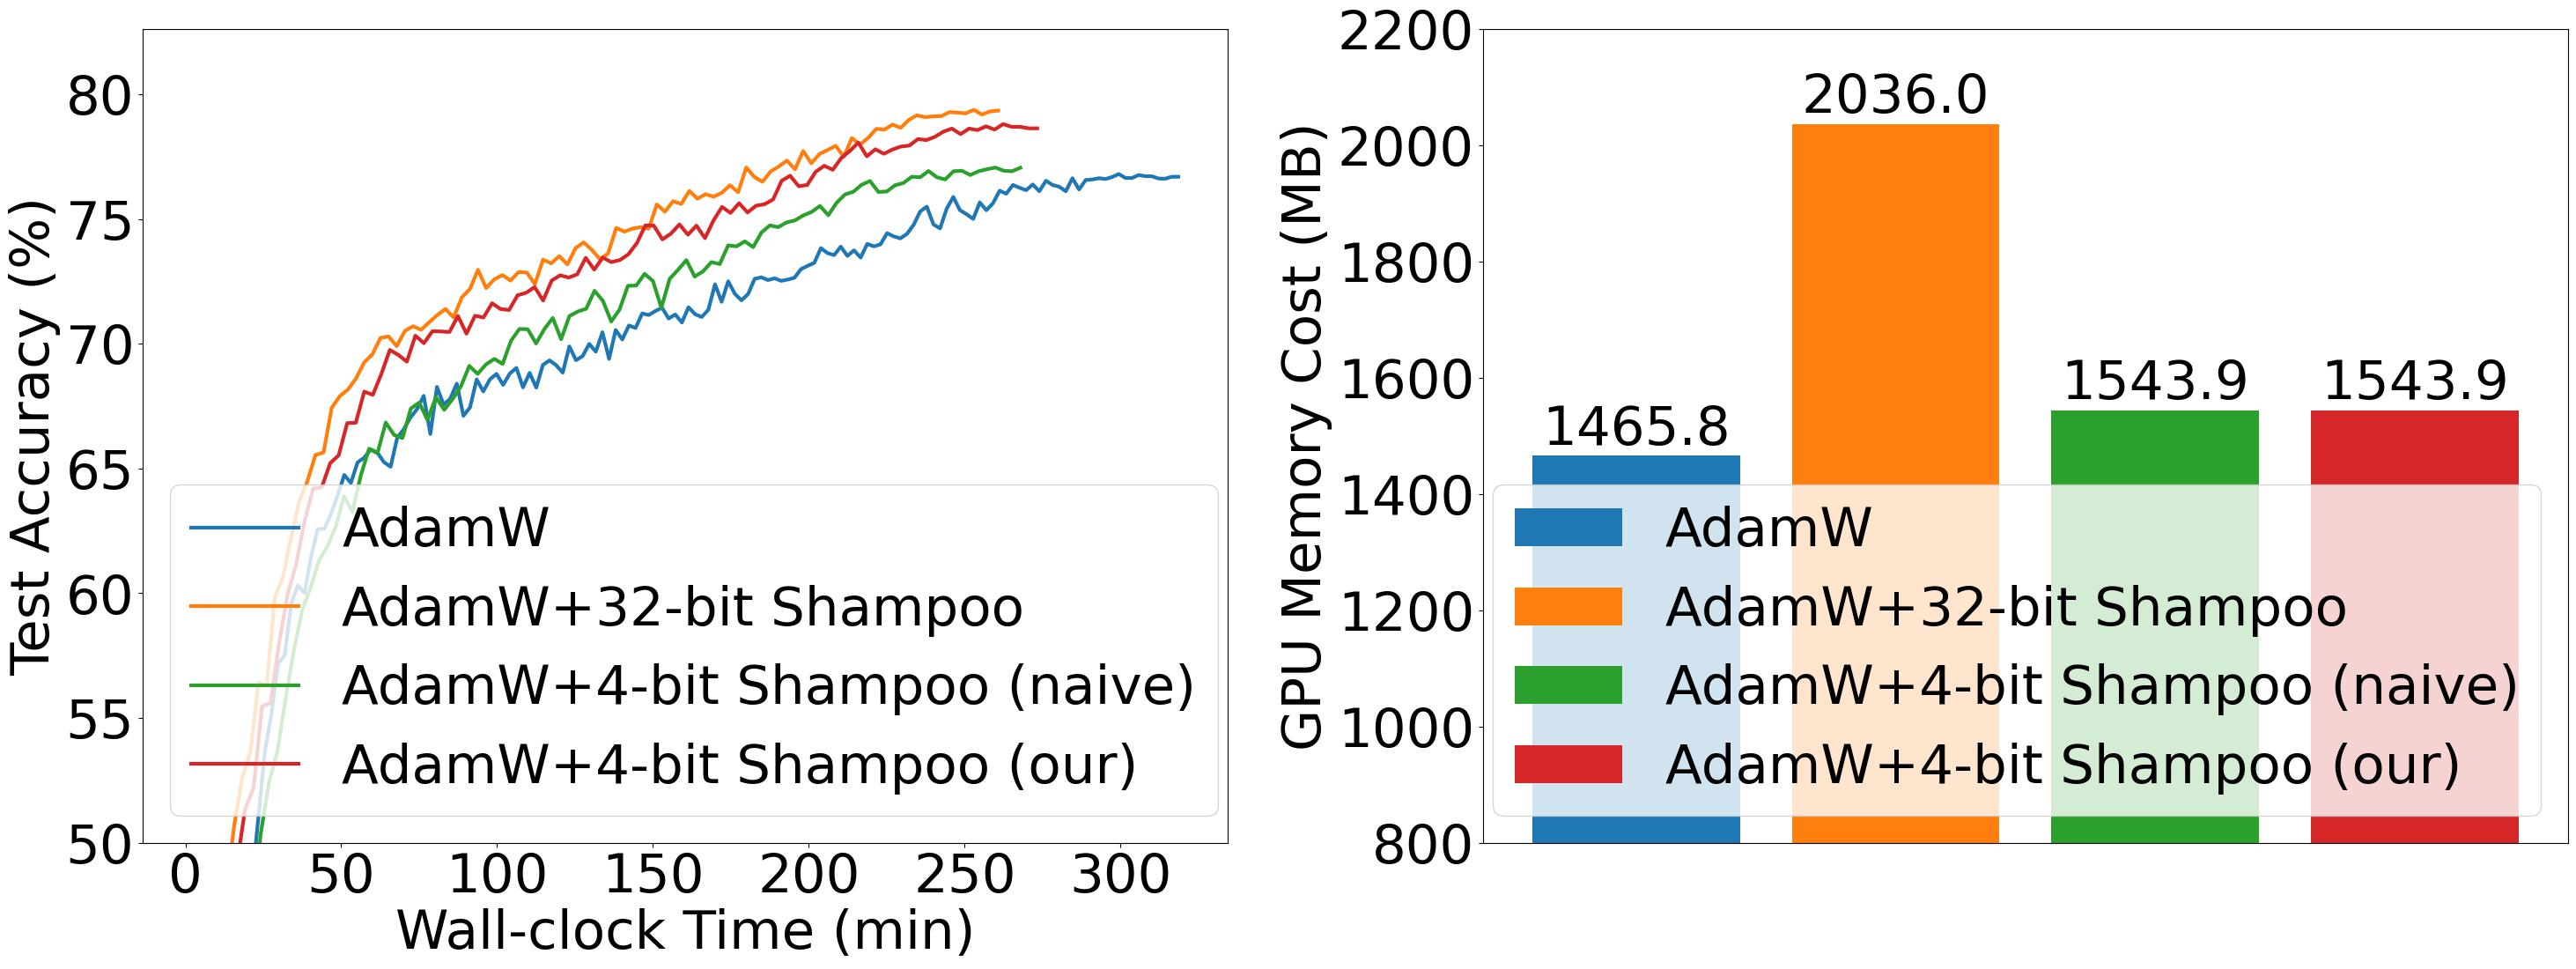 Test Accuracy (%)
80
75
70
65
60
55
50
AdamW
AdamW+32-bit Shampoo
AdamW+4-bit Shampoo (naive)
AdamW+4-bit Shampoo (our)
0 50 100 150 200 250 300
Wall-clock Time (min)
GPU Memory Cost (MB)
2200
2000
1800
1600
1400
1200
1000
800
1465.8
2036.0
1543.9
1543.9
AdamW
AdamW+32-bit Shampoo
AdamW+4-bit Shampoo (naive)
AdamW+4-bit Shampoo (our)